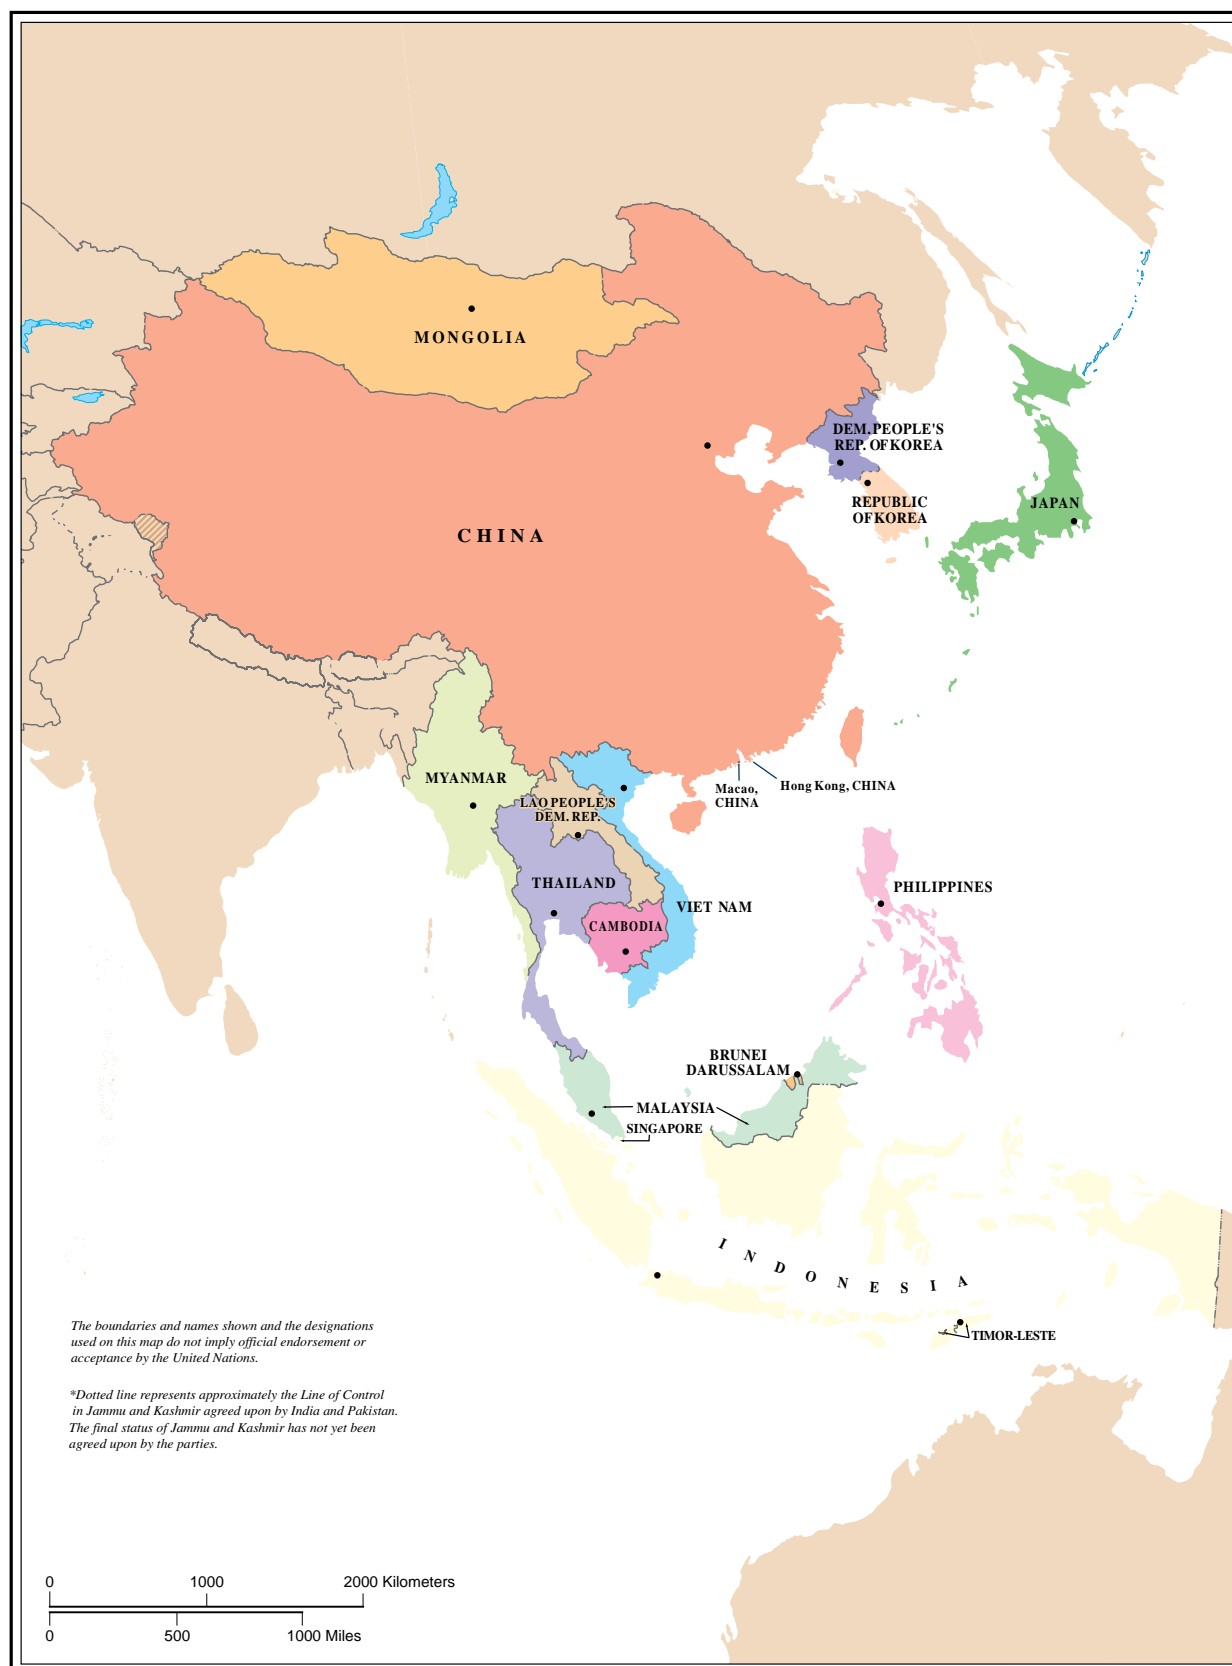 MONGOLIA
DEM. PEOPLE'S
REP. OF KOREA
REPUBLIC
OF KOREA
JAPAN
CHINA
MYANMAR
LAO PEOPLE'S
DEM. REP.
Macao,
CHINA
Hong Kong, CHINA
THAILAND
VIET NAM
CAMBODIA
PHILIPPINES
BRUNEI
DARUSSALAM
MALAYSIA
SINGAPORE
INDONESIA
TIMOR-LESTE
The boundaries and names shown and the designations
used on this map do not imply official endorsement or
acceptance by the United Nations.
*Dotted line represents approximately the Line of Control
in Jammu and Kashmir agreed upon by India and Pakistan.
The final status of Jammu and Kashmir has not yet been
agreed upon by the parties.
0 1000 2000 Kilometers
0 500 1000 Miles